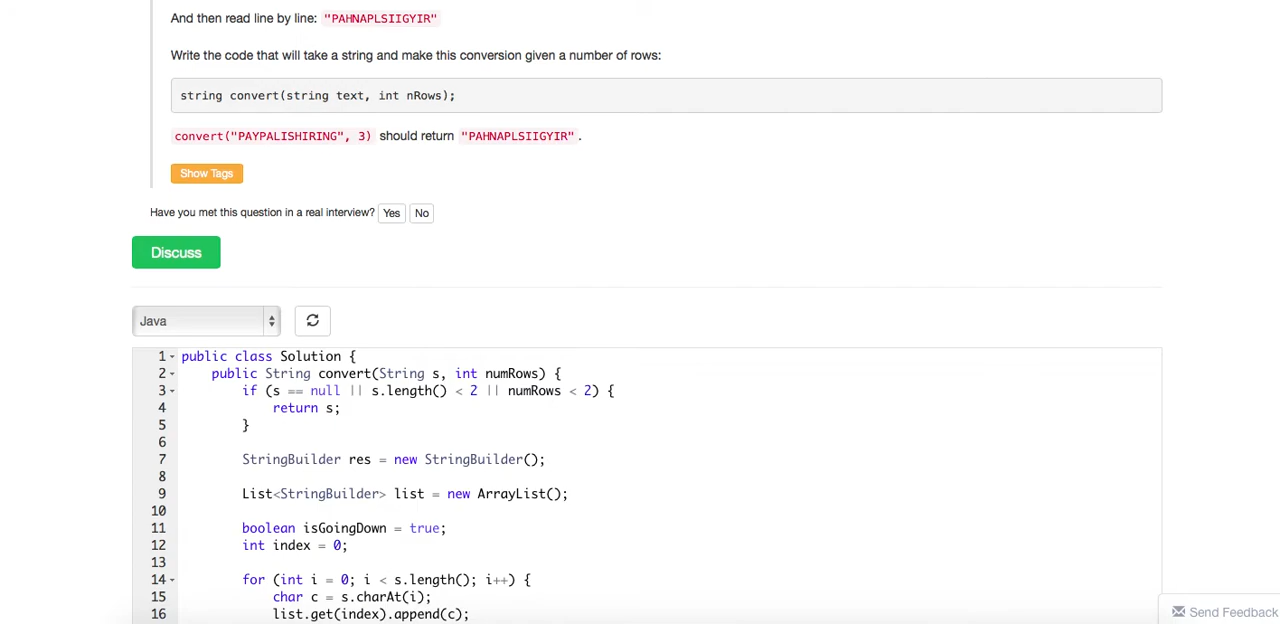 And then read line by line: "PAHNAPLSIIGYIR"
Write the code that will take a string and make this conversion given a number of rows:
string convert(string text, int nRows);
convert("PAYPALISHIRING", 3) should return "PAHNAPLSIIGYIR".
Show Tags
Have you met this question in a real interview? Yes No
Discuss
Java
1 public class Solution {
2 public String convert(String s, int numRows) {
3 if (s == null || s.length() < 2 || numRows < 2) {
4 return s;
5 }
6
7 StringBuilder res = new StringBuilder();
8
9 List<StringBuilder> list = new ArrayList();
10
11 boolean isGoingDown = true;
12 int index = 0;
13
14 for (int i = 0; i < s.length(); i++) {
15 char c = s.charAt(i);
16 list.get(index).append(c);
Send Feedback